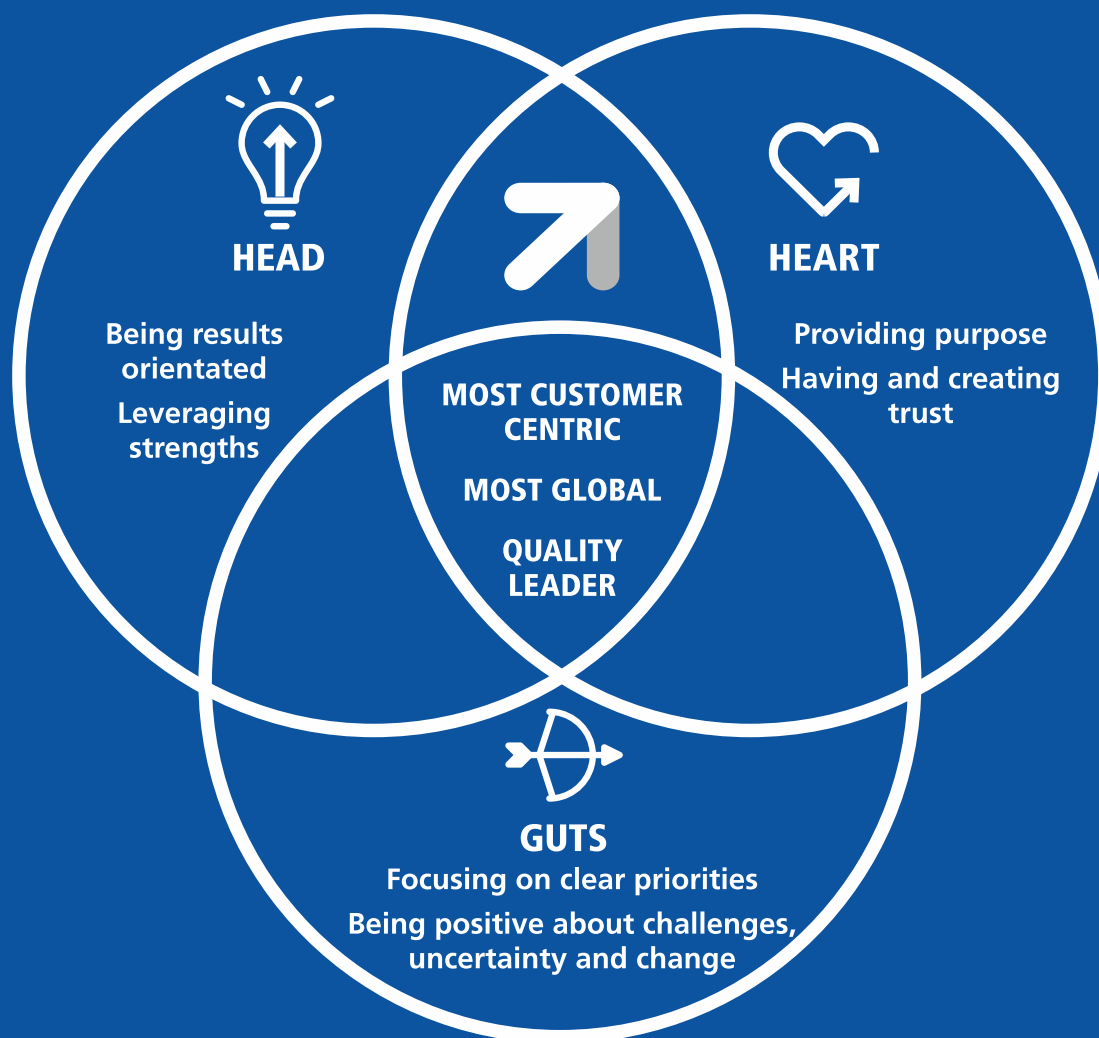 HEAD
Being results
orientated
Leveraging
strengths
HEART
Providing purpose
Having and creating
trust
MOST CUSTOMER
CENTRIC
MOST GLOBAL
QUALITY
LEADER
GUTS
Focusing on clear priorities
Being positive about challenges,
uncertainty and change